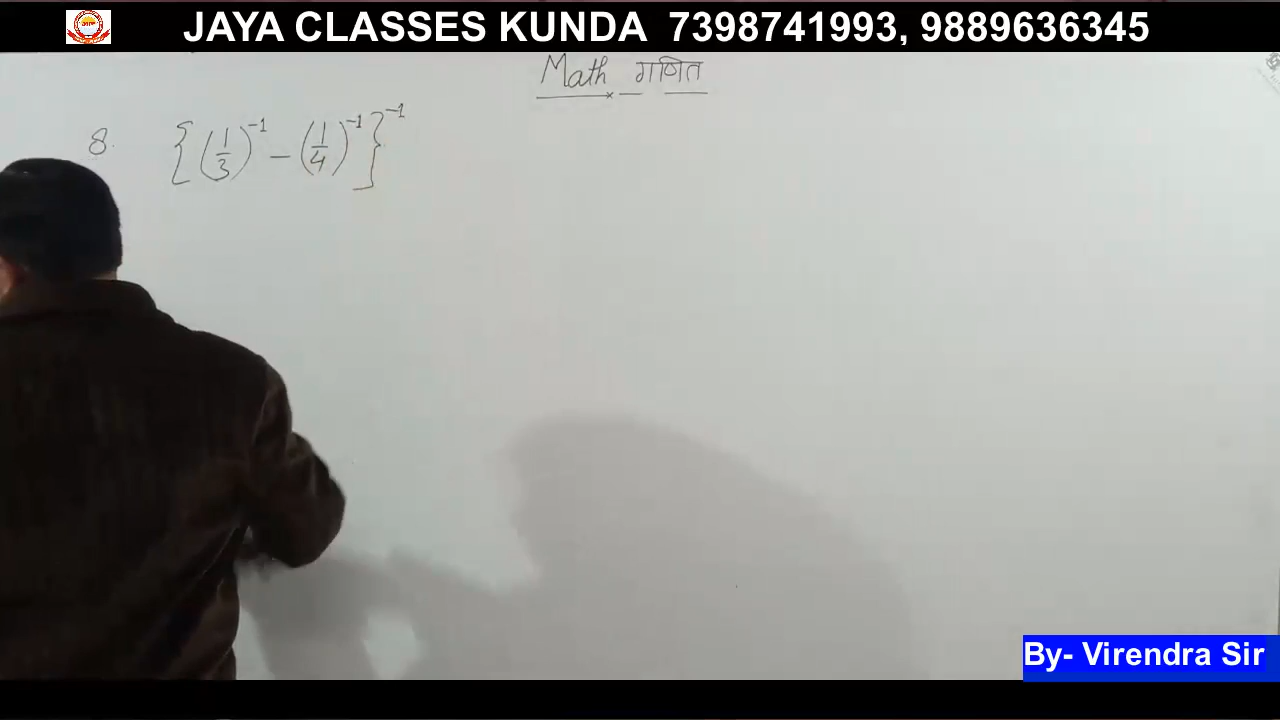 JAYA CLASSES KUNDA 7398741993, 9889636345
Math गणित
8. {(1/3)^-1 - (1/4)^-1}^-1
By- Virendra Sir